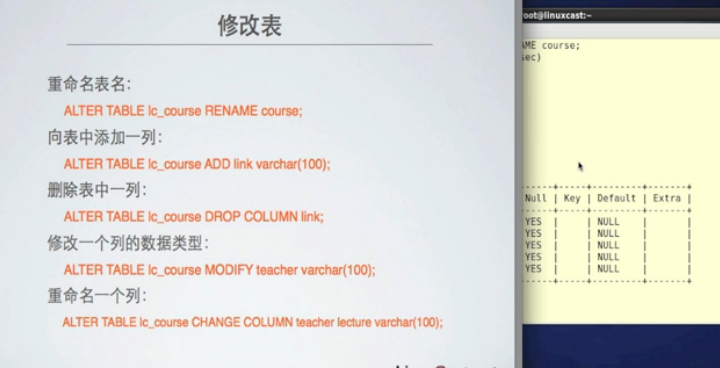 修改表
重命名表名:
ALTER TABLE lc_course RENAME course;
向表中添加一列:
ALTER TABLE lc_course ADD link varchar(100);
删除表中一列:
ALTER TABLE lc_course DROP COLUMN link;
修改一个列的数据类型:
ALTER TABLE lc_course MODIFY teacher varchar(100);
重命名一个列:
ALTER TABLE lc_course CHANGE COLUMN teacher lecture varchar(100);
root@linuxcast:~
AME course;
sec)
Null | Key | Default | Extra |
YES | | NULL | |
YES | | NULL | |
YES | | NULL | |
YES | | NULL | |
YES | | NULL | |